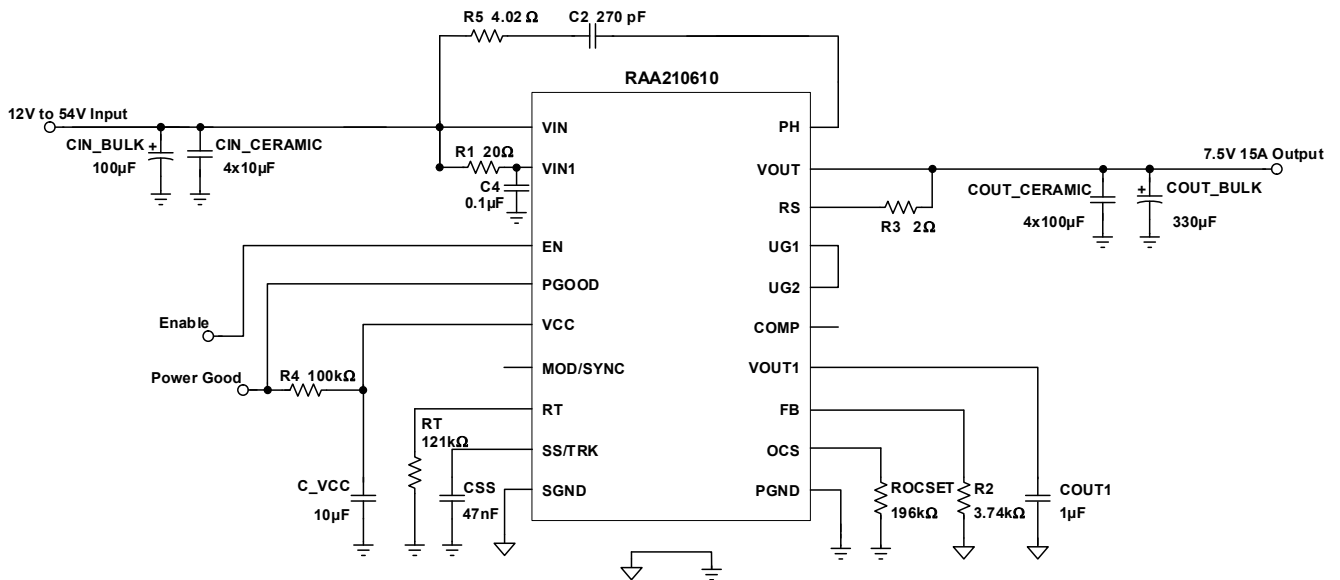 R5 4.02 Ω
C2 270 pF
RAA210610
12V to 54V Input
CIN_BULK
100µF
+
CIN_CERAMIC
4x10µF
R1 20Ω
C4
0.1µF
VIN
VIN1
EN
PGOOD
VCC
MOD/SYNC
RT
SS/TRK
SGND
PH
VOUT
RS
UG1
UG2
COMP
VOUT1
FB
OCS
PGND
7.5V 15A Output
COUT_CERAMIC
4x100µF
+
COUT_BULK
330µF
R3 2Ω
Enable
Power Good
R4 100kΩ
RT
121kΩ
C_VCC
10µF
CSS
47nF
ROCSET
196kΩ
R2
3.74kΩ
COUT1
1µF